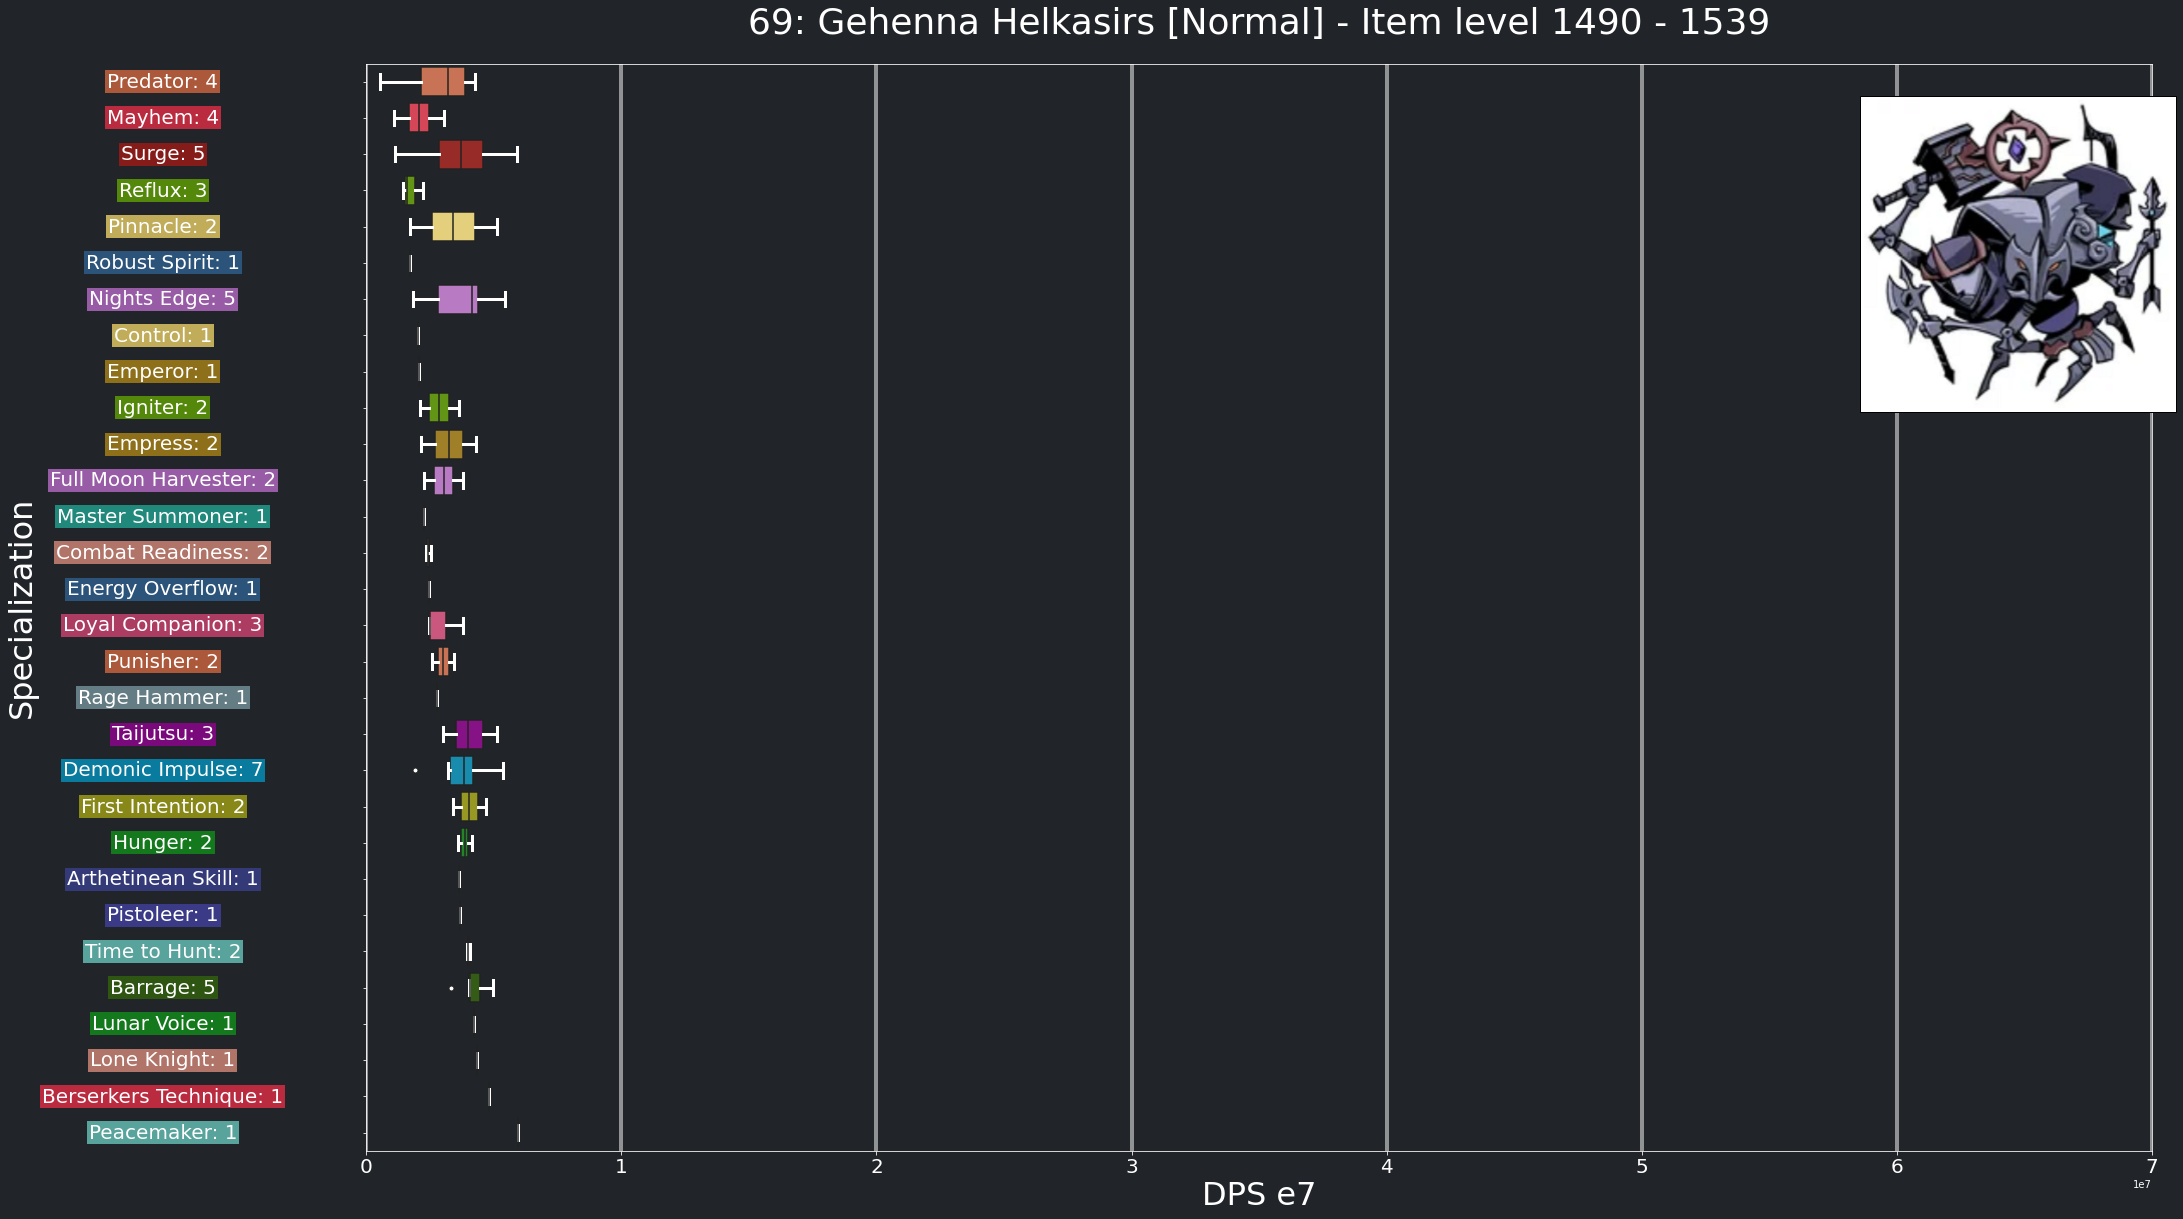 69: Gehenna Helkasirs [Normal] - Item level 1490 - 1539
Specialization
Predator: 4
Mayhem: 4
Surge: 5
Reflux: 3
Pinnacle: 2
Robust Spirit: 1
Nights Edge: 5
Control: 1
Emperor: 1
Igniter: 2
Empress: 2
Full Moon Harvester: 2
Master Summoner: 1
Combat Readiness: 2
Energy Overflow: 1
Loyal Companion: 3
Punisher: 2
Rage Hammer: 1
Taijutsu: 3
Demonic Impulse: 7
First Intention: 2
Hunger: 2
Arthetinean Skill: 1
Pistoleer: 1
Time to Hunt: 2
Barrage: 5
Lunar Voice: 1
Lone Knight: 1
Berserkers Technique: 1
Peacemaker: 1
0 1 2 3 4 5 6 7
1e7
DPS e7